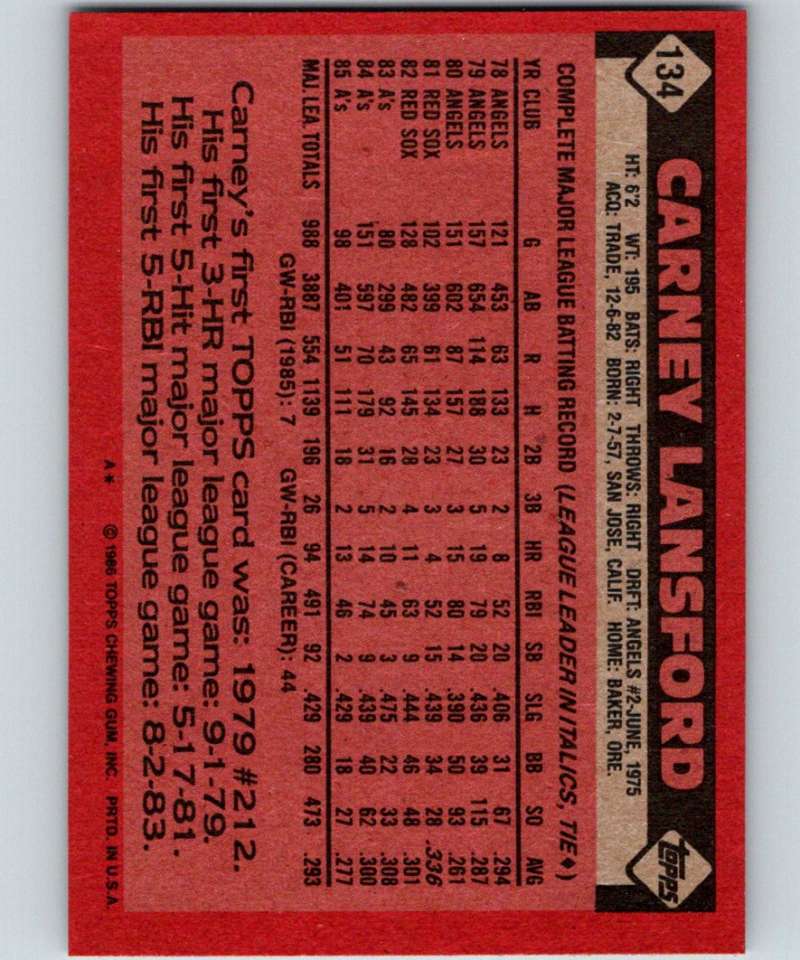 134 CARNEY LANSFORD topps
HT: 6'2 WT: 195 BATS: RIGHT THROWS: RIGHT DRFT: ANGELS #2-JUNE, 1975
ACQ: TRADE, 12-6-82 BORN: 2-7-57, SAN JOSE, CALIF. HOME: BAKER, ORE.
COMPLETE MAJOR LEAGUE BATTING RECORD (LEAGUE LEADER IN ITALICS, TIE♦)
YR CLUB G AB R H 2B 3B HR RBI SB SLG BB SO AVG
78 ANGELS 121 453 63 133 23 2 8 52 20 .406 31 67 .294
79 ANGELS 157 654 114 188 30 5 19 79 20 .436 39 115 .287
80 ANGELS 151 602 87 157 27 3 15 80 14 .390 50 93 .261
81 RED SOX 102 399 61 134 23 3 4 52 15 .439 34 28 .336
82 RED SOX 128 482 65 145 28 4 11 63 9 .444 46 48 .301
83 A's 80 299 43 92 16 2 10 45 3 .475 22 33 .308
84 A's 151 597 70 179 31 5 14 74 9 .439 40 62 .300
85 A's 98 401 51 111 18 2 13 46 2 .429 18 27 .277
MAJ. LEA. TOTALS 988 3887 554 1139 196 26 94 491 92 .429 280 473 .293
GW-RBI (1985): 7 GW-RBI (CAREER): 44
Carney's first TOPPS card was: 1979 #212.
His first 3-HR major league game: 9-1-79.
His first 5-Hit major league game: 5-17-81.
His first 5-RBI major league game: 8-2-83.
A* © 1986 TOPPS CHEWING GUM, INC. PRTD. IN U.S.A.